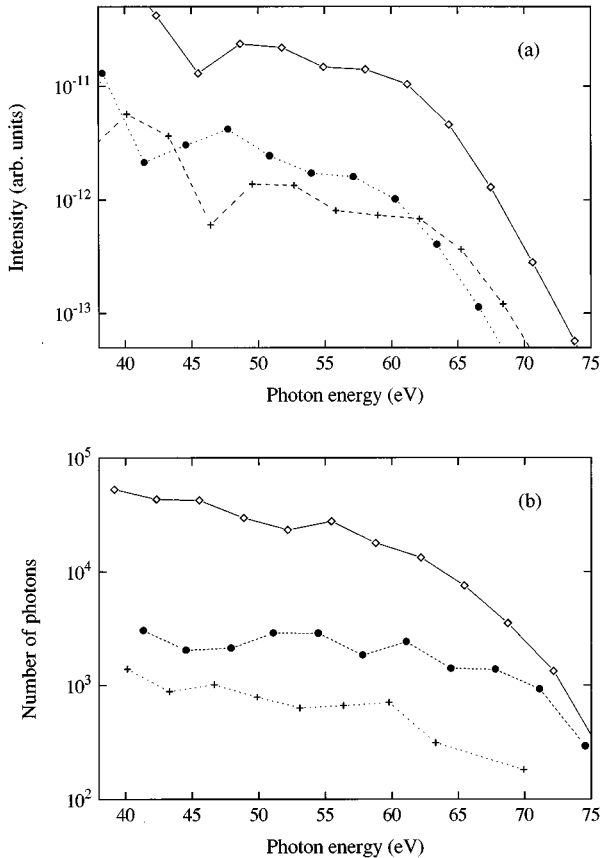 (a)
Intensity (arb. units)
10⁻¹¹
10⁻¹²
10⁻¹³
40 45 50 55 60 65 70 75
Photon energy (eV)
(b)
Number of photons
10⁵
10⁴
10³
10²
40 45 50 55 60 65 70 75
Photon energy (eV)